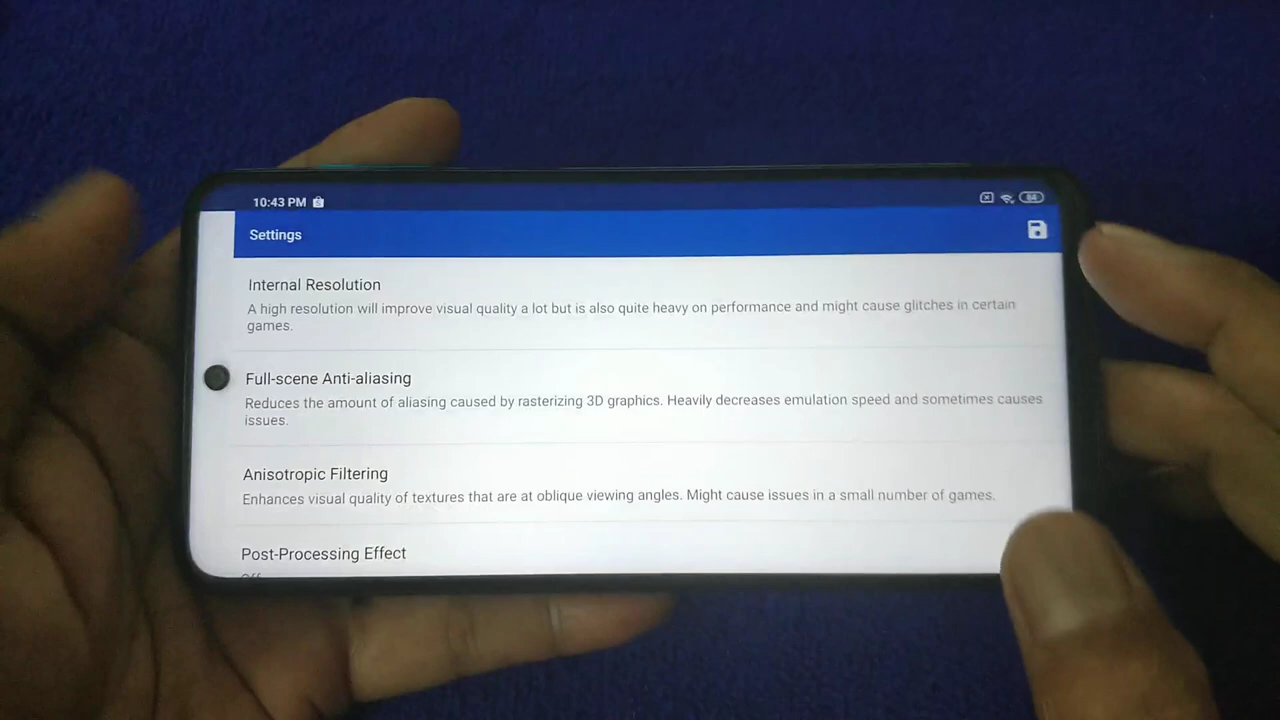 10:43 PM
84
Settings
Internal Resolution
A high resolution will improve visual quality a lot but is also quite heavy on performance and might cause glitches in certain
games.
Full-scene Anti-aliasing
Reduces the amount of aliasing caused by rasterizing 3D graphics. Heavily decreases emulation speed and sometimes causes
issues.
Anisotropic Filtering
Enhances visual quality of textures that are at oblique viewing angles. Might cause issues in a small number of games.
Post-Processing Effect
Off